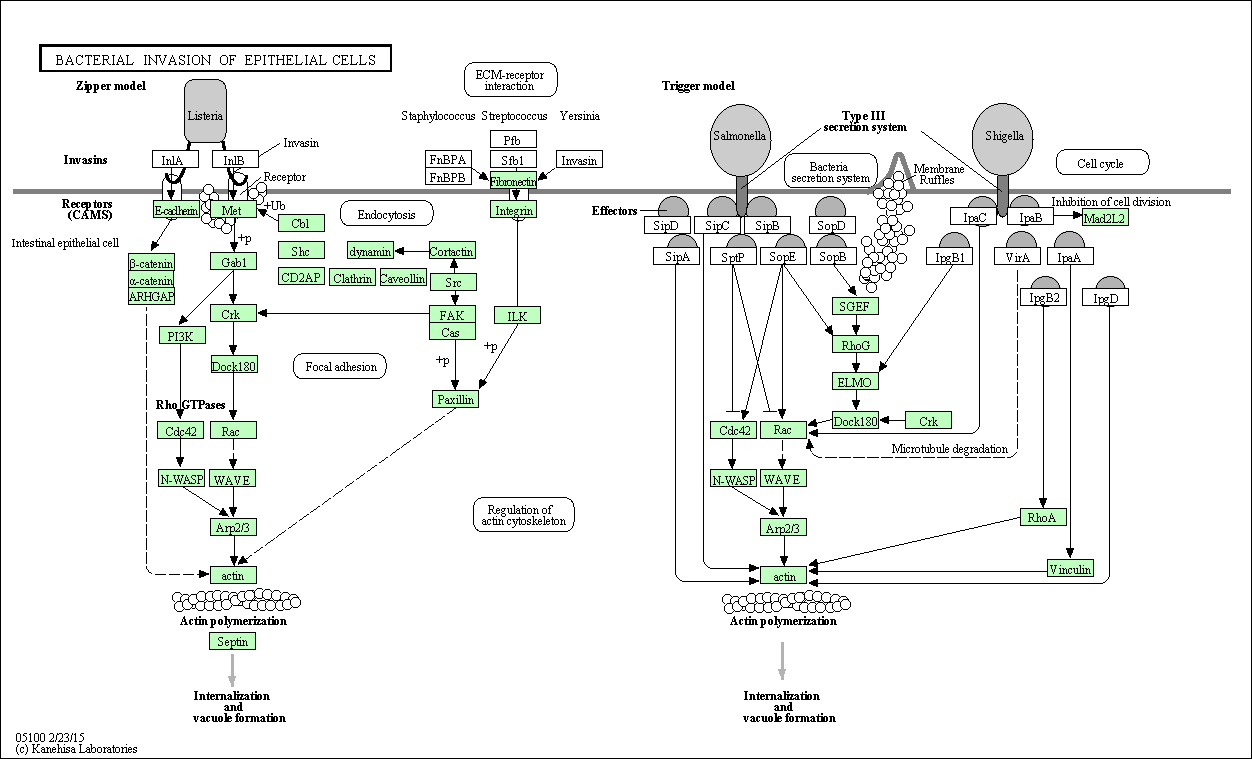 BACTERIAL INVASION OF EPITHELIAL CELLS
Zipper model
Listeria
ECM-receptor
interaction
Staphylococcus
Streptococcus
Yersinia
Pfb
Sfb1
FnBPA
FnBPB
Invasin
Fibronectin
Invasins
InlA
InlB
Invasin
Receptor
Receptors
(CAMS)
E-cadherin
Met
+Ub
Cbl
Endocytosis
Integrin
Intestinal epithelial cell
+p
β-catenin
α-catenin
ARHGAP
Gab1
Shc
CD2AP
dynamin
Clathrin
Caveollin
Cortactin
Src
FAK
Cas
ILK
Crk
PI3K
Dock180
Focal adhesion
+p
+p
Paxillin
Rho GTPases
Cdc42
Rac
N-WASP
WAVE
Arp2/3
actin
Regulation of
actin cytoskeleton
Actin polymerization
Septin
Internalization
and
vacuole formation
Trigger model
Salmonella
Type III
secretion system
Shigella
Bacteria
secretion system
Membrane
Ruffles
Cell cycle
Effectors
SipD
SipC
SipB
SopD
SipA
SptP
SopE
SopB
IpaC
IpaB
Inhibition of cell division
Mad2L2
IpgB1
VirA
IpaA
IpgB2
IpgD
SGEF
RhoG
ELMO
Dock180
Crk
Cdc42
Rac
Microtubule degradation
N-WASP
WAVE
Arp2/3
RhoA
Vinculin
actin
Actin polymerization
Internalization
and
vacuole formation
05100 2/23/15
(c) Kanehisa Laboratories